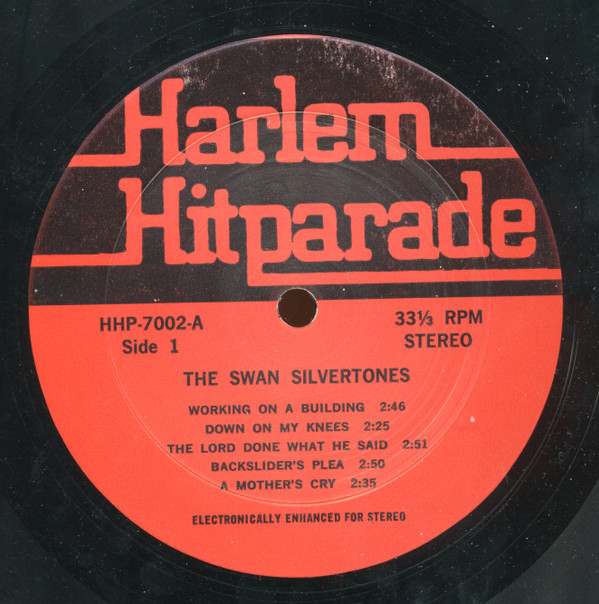 Harlem
Hitparade
HHP-7002-A
Side 1
33⅓ RPM
STEREO
THE SWAN SILVERTONES
WORKING ON A BUILDING 2:46
DOWN ON MY KNEES 2:25
THE LORD DONE WHAT HE SAID 2:51
BACKSLIDER'S PLEA 2:50
A MOTHER'S CRY 2:35
ELECTRONICALLY ENHANCED FOR STEREO